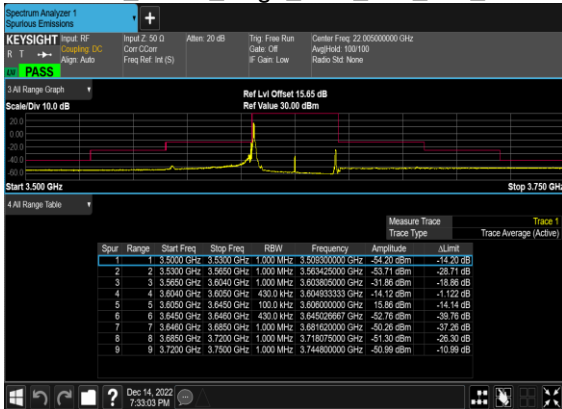 Spectrum Analyzer 1
Spurious Emissions
KEYSIGHT Input: RF Input Z: 50 Ω Atten: 20 dB Trig: Free Run Center Freq: 22.005000000 GHz
R T Coupling: DC Corr CCorr Gate: Off Avg|Hold: 100/100
Align: Auto Freq Ref: Int (S) IF Gain: Low Radio Std: None
PASS
3 All Range Graph
Ref Lvl Offset 15.65 dB
Scale/Div 10.0 dB Ref Value 30.00 dBm
20.0
0.00
-20.0
-40.0
-60.0
Start 3.500 GHz Stop 3.750 GHz
4 All Range Table
Measure Trace Trace 1
Trace Type Trace Average (Active)
Spur Range Start Freq Stop Freq RBW Frequency Amplitude ΔLimit
1 1 3.5000 GHz 3.5300 GHz 1.000 MHz 3.509300000 GHz -54.20 dBm -14.20 dB
2 2 3.5300 GHz 3.5650 GHz 1.000 MHz 3.563425000 GHz -53.71 dBm -28.71 dB
3 3 3.5650 GHz 3.6040 GHz 1.000 MHz 3.603805000 GHz -31.86 dBm -18.86 dB
4 4 3.6040 GHz 3.6050 GHz 430.0 kHz 3.604933333 GHz -14.12 dBm -1.122 dB
5 5 3.6050 GHz 3.6450 GHz 100.0 kHz 3.606000000 GHz 15.86 dBm -14.14 dB
6 6 3.6450 GHz 3.6460 GHz 430.0 kHz 3.645026667 GHz -52.76 dBm -39.76 dB
7 7 3.6460 GHz 3.6850 GHz 1.000 MHz 3.681620000 GHz -50.26 dBm -37.26 dB
8 8 3.6850 GHz 3.7200 GHz 1.000 MHz 3.718075000 GHz -51.30 dBm -26.30 dB
9 9 3.7200 GHz 3.7500 GHz 1.000 MHz 3.744800000 GHz -50.99 dBm -10.99 dB
Dec 14, 2022
7:33:03 PM